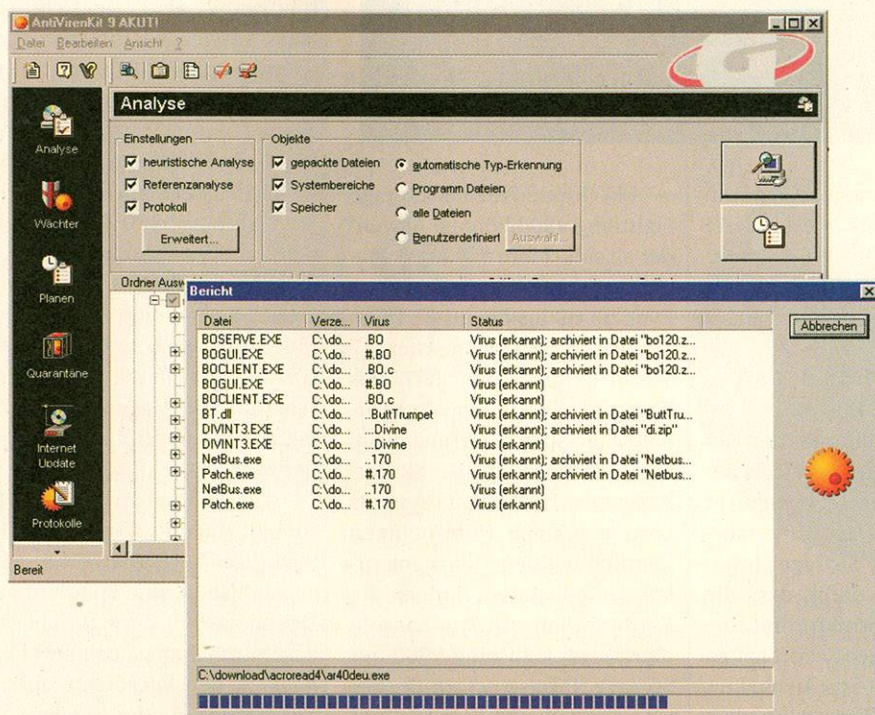 AntiVirenKit 9 AKUT!
Datei Bearbeiten Ansicht ?
G
Analyse
Analyse
Wächter
Planen
Quarantäne
Internet
Update
Protokolle
Einstellungen
heuristische Analyse
Referenzanalyse
Protokoll
Erweitert...
Objekte
gepackte Dateien
Systembereiche
Speicher
automatische Typ-Erkennung
Programm Dateien
alle Dateien
Benutzerdefiniert Auswahl...
Ordner
Bereit
Bericht
Abbrechen
Datei Verze... Virus Status
BOSERVE.EXE C:\do... .BO Virus (erkannt); archiviert in Datei "bo120.z...
BOGUI.EXE C:\do... #.BO Virus (erkannt); archiviert in Datei "bo120.z...
BOCLIENT.EXE C:\do... .BO.c Virus (erkannt); archiviert in Datei "bo120.z...
BOGUI.EXE C:\do... #.BO Virus (erkannt)
BOCLIENT.EXE C:\do... .BO.c Virus (erkannt)
BT.dll C:\do... ..ButtTrumpet Virus (erkannt); archiviert in Datei "ButtTru...
DIVINT3.EXE C:\do... ...Divine Virus (erkannt); archiviert in Datei "di.zip"
DIVINT3.EXE C:\do... ...Divine Virus (erkannt)
NetBus.exe C:\do... ..170 Virus (erkannt); archiviert in Datei "Netbus...
Patch.exe C:\do... #.170 Virus (erkannt); archiviert in Datei "Netbus...
NetBus.exe C:\do... ..170 Virus (erkannt)
Patch.exe C:\do... #.170 Virus (erkannt)
C:\download\acroread4\ar40deu.exe